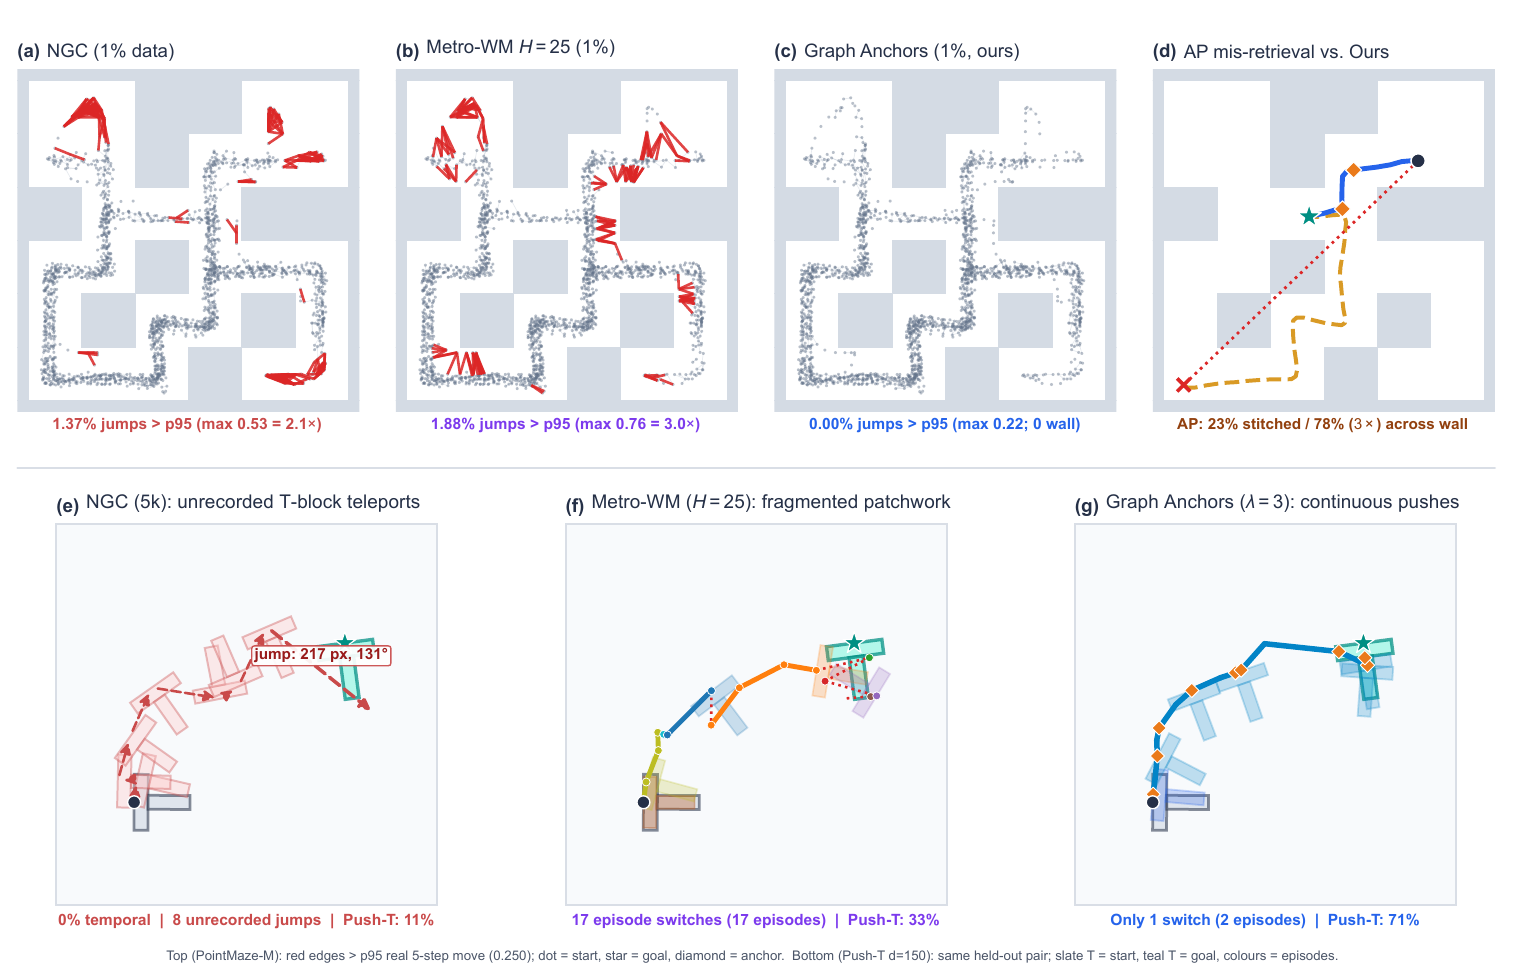 (a) NGC (1% data)
(b) Metro-WM H = 25 (1%)
(c) Graph Anchors (1%, ours)
(d) AP mis-retrieval vs. Ours
1.37% jumps > p95 (max 0.53 = 2.1×)
1.88% jumps > p95 (max 0.76 = 3.0×)
0.00% jumps > p95 (max 0.22; 0 wall)
AP: 23% stitched / 78% (3 ×) across wall
(e) NGC (5k): unrecorded T-block teleports
(f) Metro-WM (H = 25): fragmented patchwork
(g) Graph Anchors (λ = 3): continuous pushes
jump: 217 px, 131°
0% temporal | 8 unrecorded jumps | Push-T: 11%
17 episode switches (17 episodes) | Push-T: 33%
Only 1 switch (2 episodes) | Push-T: 71%
Top (PointMaze-M): red edges > p95 real 5-step move (0.250); dot = start, star = goal, diamond = anchor. Bottom (Push-T d=150): same held-out pair; slate T = start, teal T = goal, colours = episodes.